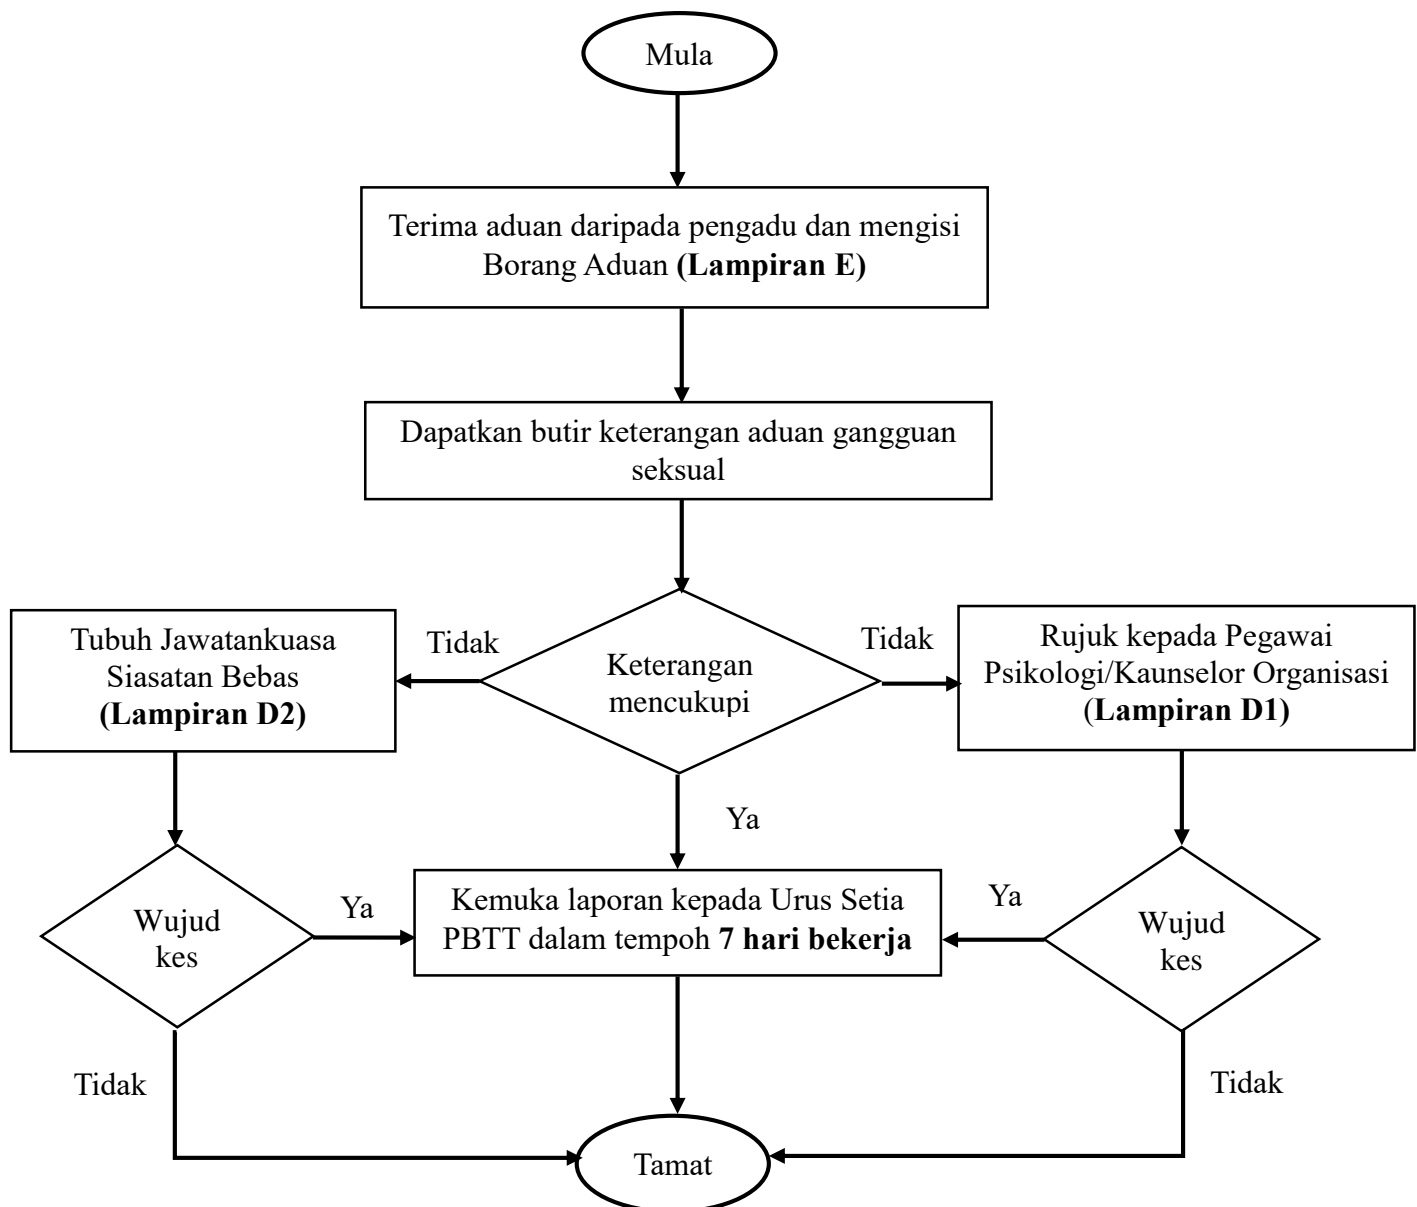 Mula
Terima aduan daripada pengadu dan mengisi
Borang Aduan (Lampiran E)
Dapatkan butir keterangan aduan gangguan
seksual
Tubuh Jawatankuasa
Siasatan Bebas
(Lampiran D2)
Tidak
Keterangan
mencukupi
Tidak
Rujuk kepada Pegawai
Psikologi/Kaunselor Organisasi
(Lampiran D1)
Ya
Wujud
kes
Ya
Kemuka laporan kepada Urus Setia
PBTT dalam tempoh 7 hari bekerja
Ya
Wujud
kes
Tidak
Tidak
Tamat